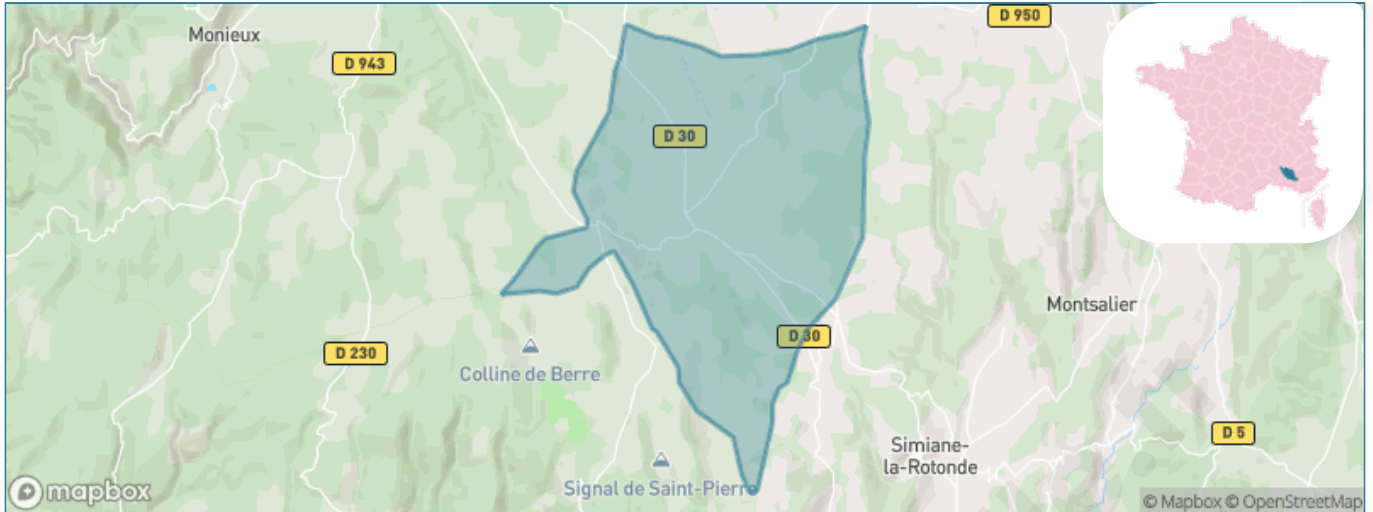 D 950
Monieux
D 943
D 30
Montsalier
D 30
D 230
Colline de Berre
D 5
Simiane-
la-Rotonde
Signal de Saint-Pierre
mapbox
© Mapbox © OpenStreetMap